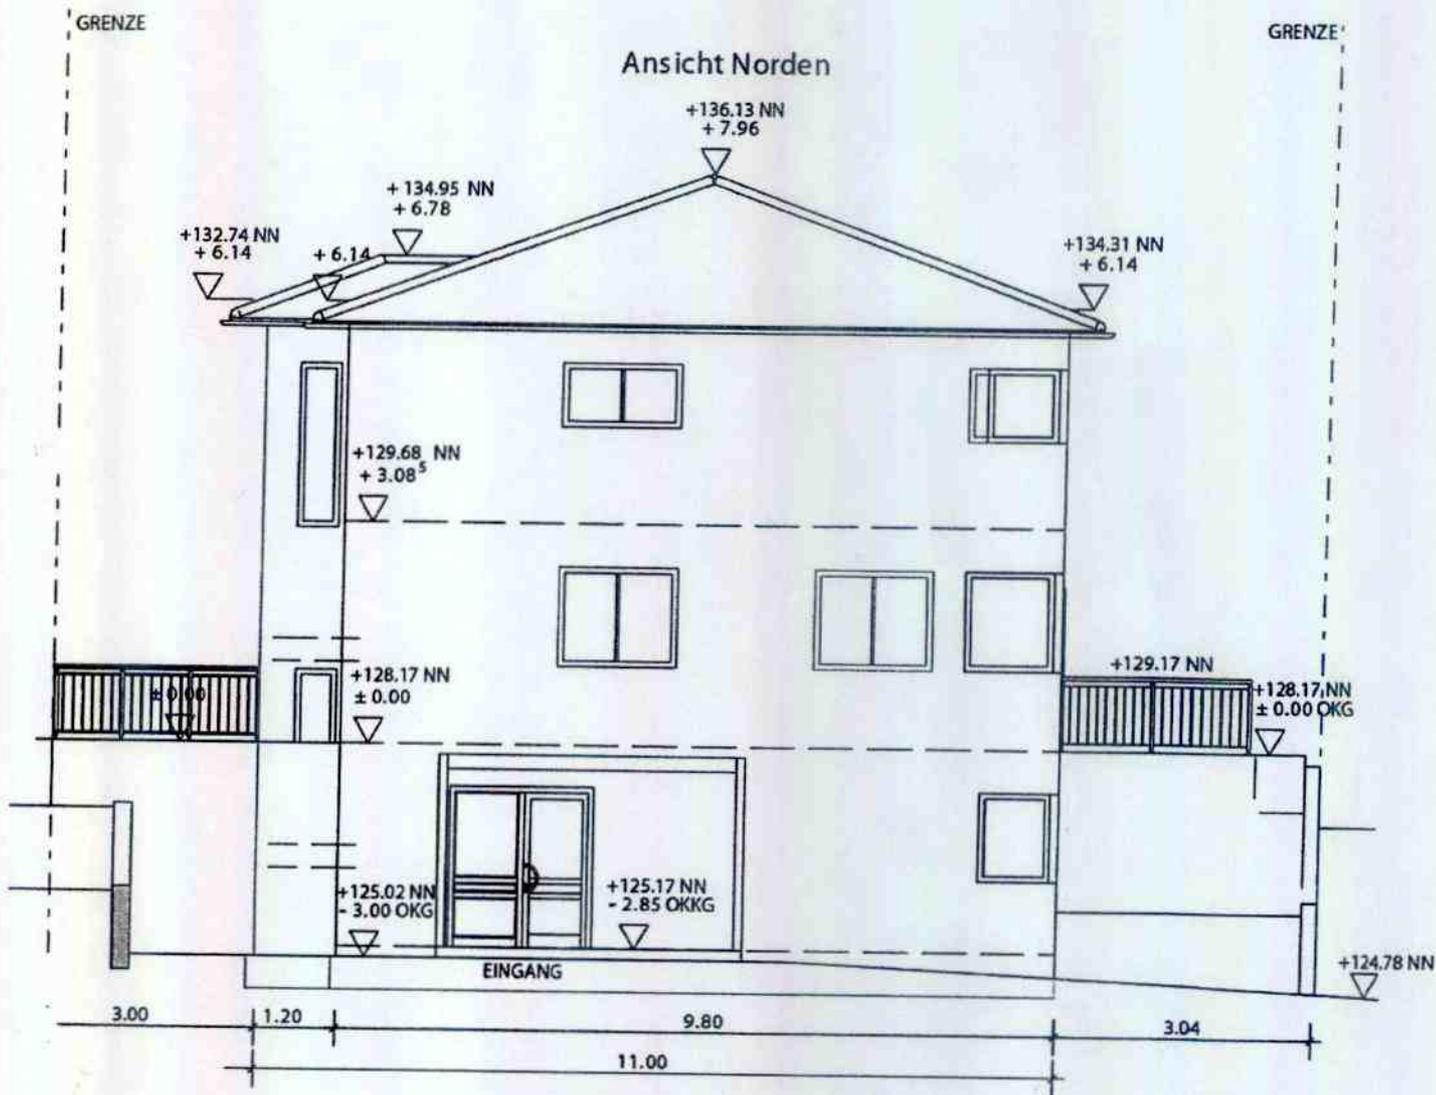 GRENZE
GRENZE
Ansicht Norden
+136.13 NN
+ 7.96
+ 134.95 NN
+ 6.78
+132.74 NN
+ 6.14
+ 6.14
+134.31 NN
+ 6.14
+129.68 NN
+ 3.08⁵
+128.17 NN
± 0.00
± 0.00
+129.17 NN
+128.17 NN
± 0.00 OKG
+125.02 NN
- 3.00 OKG
+125.17 NN
- 2.85 OKKG
EINGANG
+124.78 NN
3.00
1.20
9.80
3.04
11.00